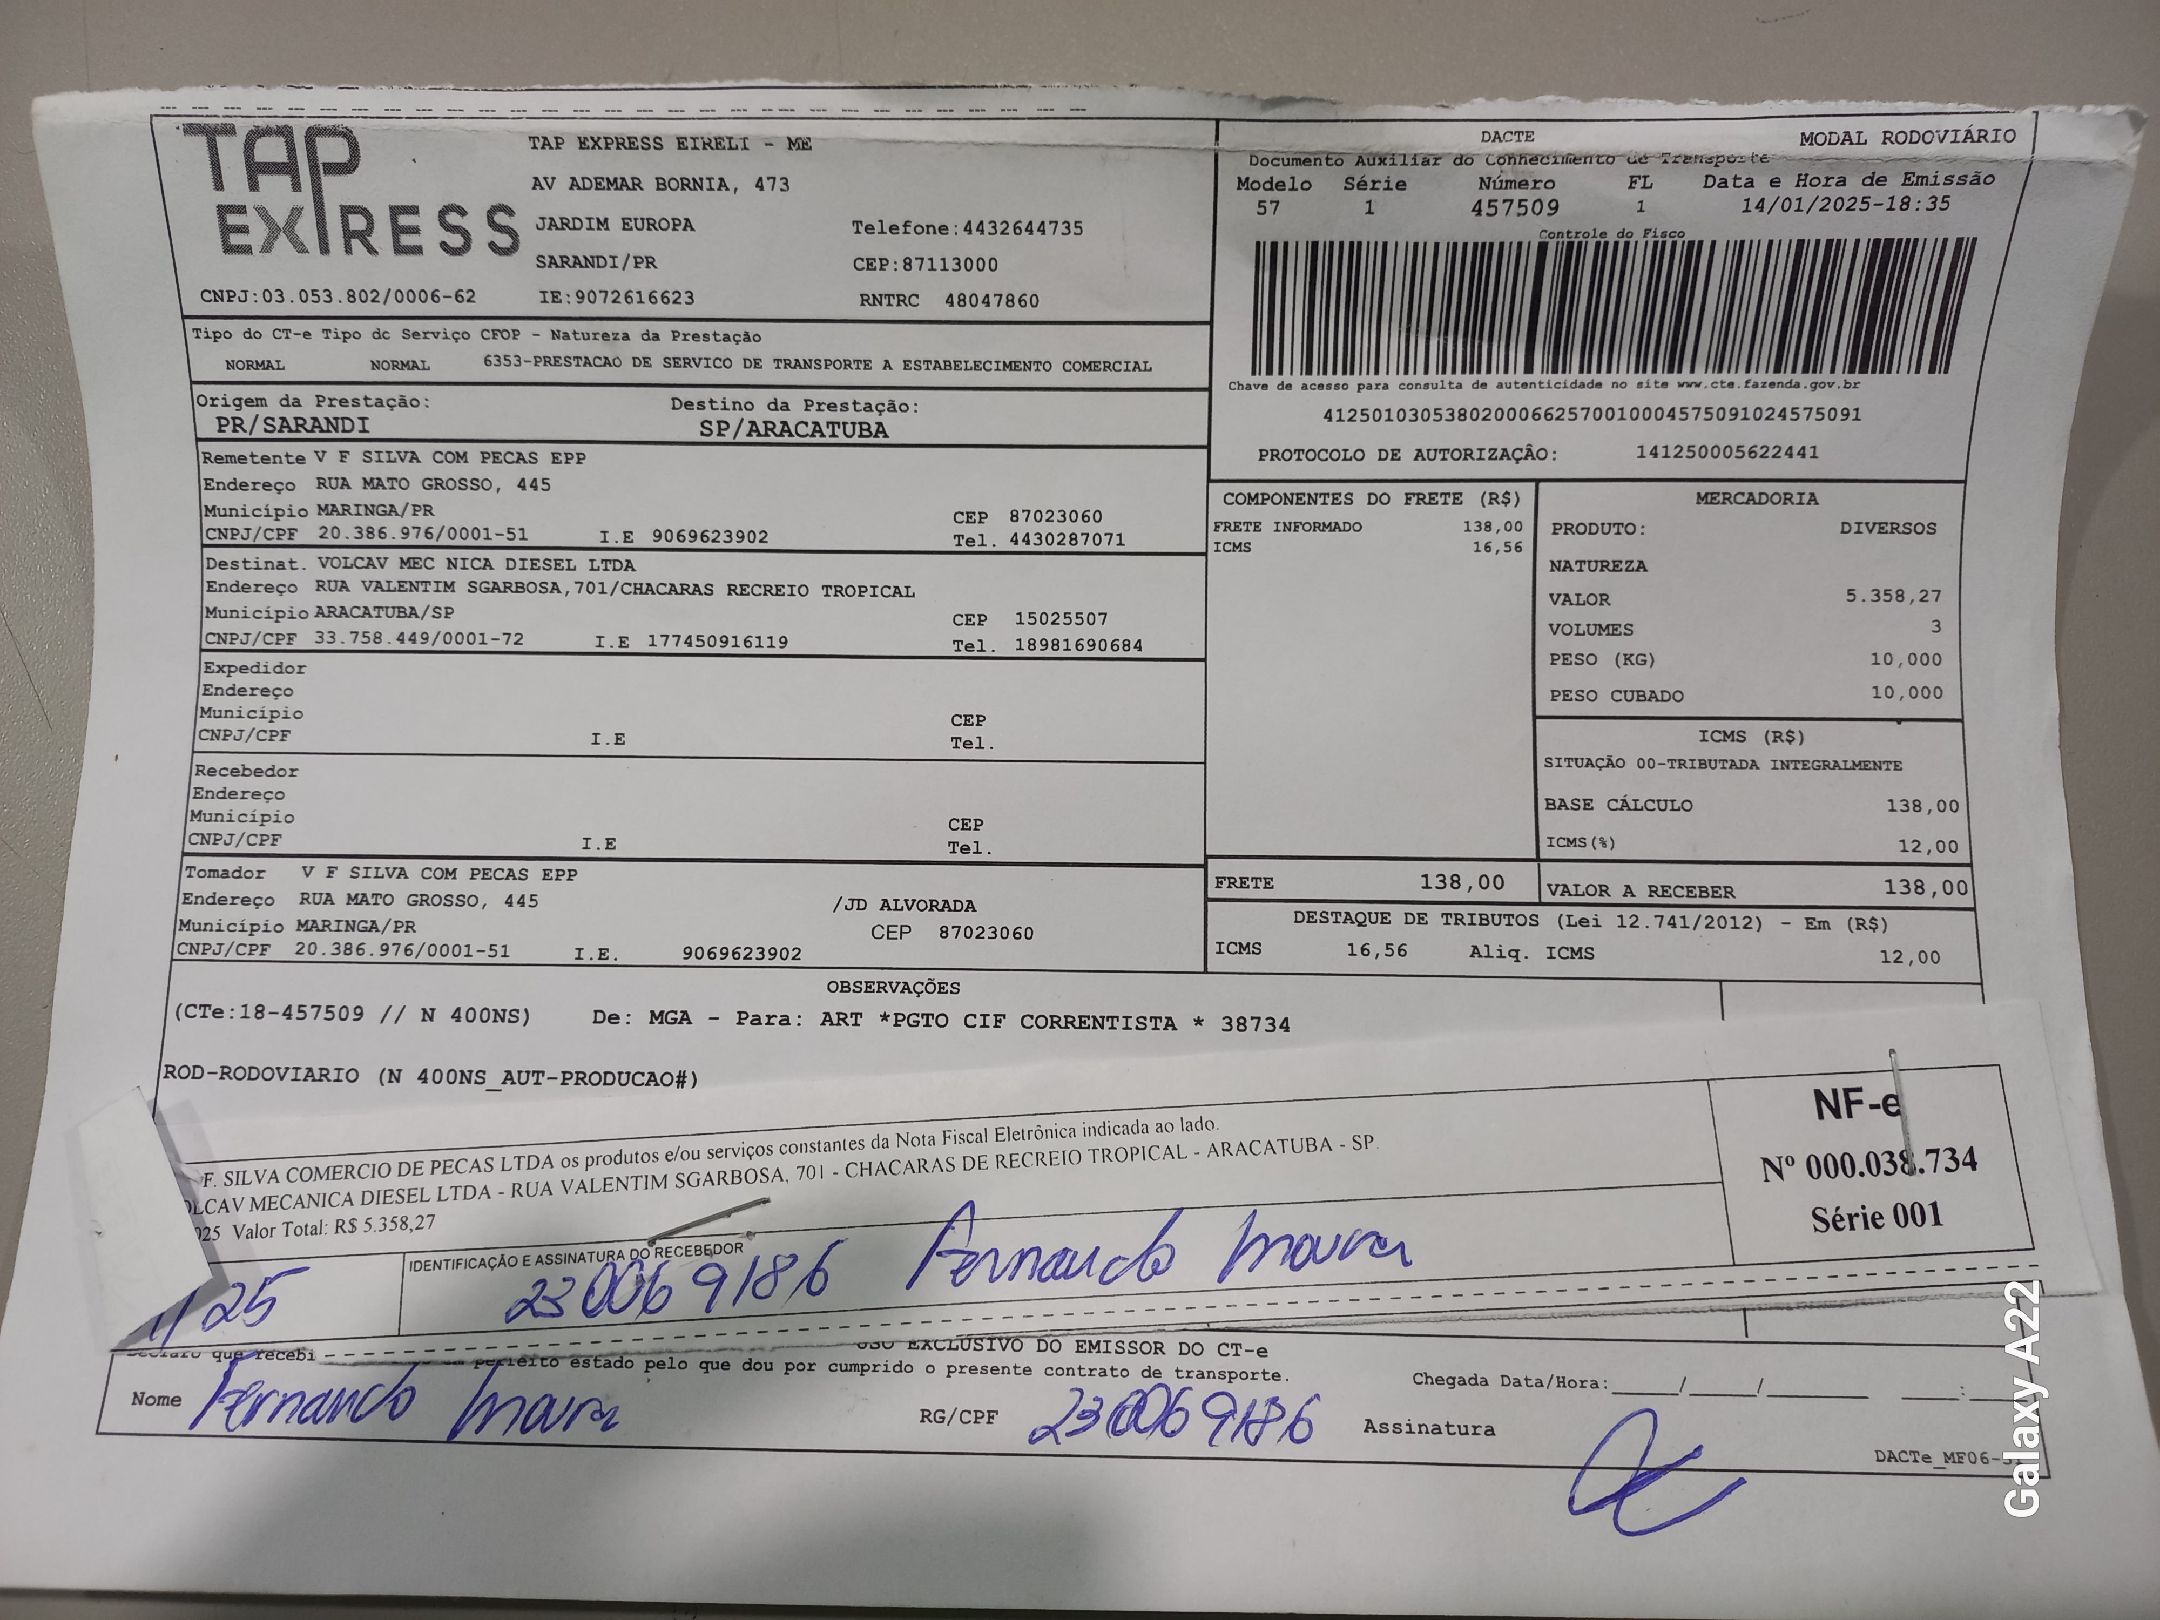 TAP EXPRESS
TAP EXPRESS EIRELI - ME
AV ADEMAR BORNIA, 473
JARDIM EUROPA Telefone:4432644735
SARANDI/PR CEP:87113000
CNPJ:03.053.802/0006-62 IE:9072616623 RNTRC 48047860
DACTE MODAL RODOVIÁRIO
Documento Auxiliar do Conhecimento de Transporte
Modelo Série Número FL Data e Hora de Emissão
57 1 457509 1 14/01/2025-18:35
Controle do Fisco
Chave de acesso para consulta de autenticidade no site www.cte.fazenda.gov.br
41250103053802000662570010004575091024575091
PROTOCOLO DE AUTORIZAÇÃO: 141250005622441
Tipo do CT-e Tipo do Serviço CFOP - Natureza da Prestação
NORMAL NORMAL 6353-PRESTACAO DE SERVICO DE TRANSPORTE A ESTABELECIMENTO COMERCIAL
Origem da Prestação: Destino da Prestação:
PR/SARANDI SP/ARACATUBA
Remetente V F SILVA COM PECAS EPP
Endereço RUA MATO GROSSO, 445
Município MARINGA/PR CEP 87023060
CNPJ/CPF 20.386.976/0001-51 I.E 9069623902 Tel. 4430287071
Destinat. VOLCAV MEC NICA DIESEL LTDA
Endereço RUA VALENTIM SGARBOSA,701/CHACARAS RECREIO TROPICAL
Município ARACATUBA/SP CEP 15025507
CNPJ/CPF 33.758.449/0001-72 I.E 177450916119 Tel. 18981690684
Expedidor
Endereço
Município CEP
CNPJ/CPF I.E Tel.
Recebedor
Endereço
Município CEP
CNPJ/CPF I.E Tel.
Tomador V F SILVA COM PECAS EPP
Endereço RUA MATO GROSSO, 445 /JD ALVORADA
Município MARINGA/PR CEP 87023060
CNPJ/CPF 20.386.976/0001-51 I.E. 9069623902
COMPONENTES DO FRETE (R$)
FRETE INFORMADO 138,00
ICMS 16,56
MERCADORIA
PRODUTO: DIVERSOS
NATUREZA
VALOR 5.358,27
VOLUMES 3
PESO (KG) 10,000
PESO CUBADO 10,000
ICMS (R$)
SITUAÇÃO 00-TRIBUTADA INTEGRALMENTE
BASE CÁLCULO 138,00
ICMS(%) 12,00
FRETE 138,00 VALOR A RECEBER 138,00
DESTAQUE DE TRIBUTOS (Lei 12.741/2012) - Em (R$)
ICMS 16,56 Aliq. ICMS 12,00
OBSERVAÇÕES
(CTe:18-457509 // N 400NS) De: MGA - Para: ART *PGTO CIF CORRENTISTA * 38734
ROD-RODOVIARIO (N 400NS_AUT-PRODUCAO#)
F. SILVA COMERCIO DE PECAS LTDA os produtos e/ou serviços constantes da Nota Fiscal Eletrônica indicada ao lado.
OLCAV MECANICA DIESEL LTDA - RUA VALENTIM SGARBOSA, 701 - CHACARAS DE RECREIO TROPICAL - ARACATUBA - SP.
025 Valor Total: R$ 5.358,27
NF-e
Nº 000.038.734
Série 001
IDENTIFICAÇÃO E ASSINATURA DO RECEBEDOR
1/25 230069186 Fernando Moura
USO EXCLUSIVO DO EMISSOR DO CT-e
que recebi perfeito estado pelo que dou por cumprido o presente contrato de transporte.
Chegada Data/Hora:____/____/______ ___:
Nome Fernando Moura RG/CPF 230069186 Assinatura
DACTe_MF06-
Galaxy A22